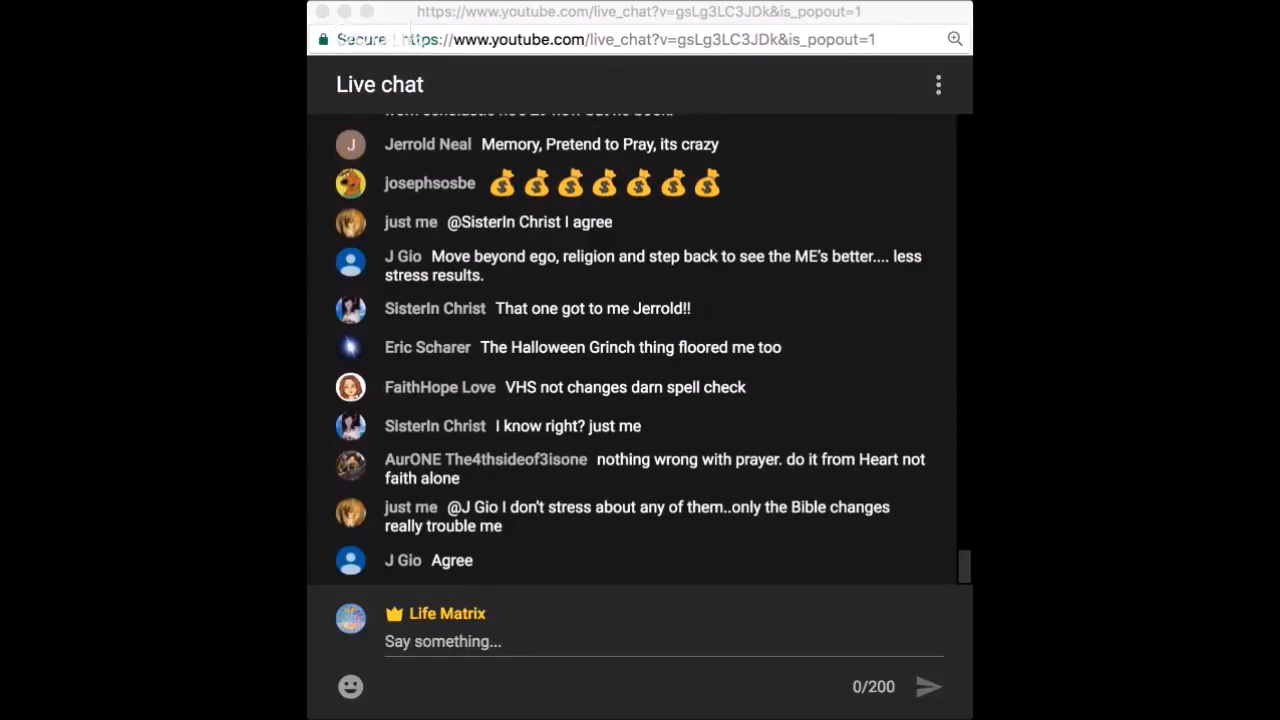 https://www.youtube.com/live_chat?v=gsLg3LC3JDk&is_popout=1
Secure https://www.youtube.com/live_chat?v=gsLg3LC3JDk&is_popout=1
Live chat
J Jerrold Neal Memory, Pretend to Pray, its crazy
josephsosbe 💰 💰 💰 💰 💰 💰 💰
just me @SisterIn Christ I agree
J Gio Move beyond ego, religion and step back to see the ME's better.... less
stress results.
SisterIn Christ That one got to me Jerrold!!
Eric Scharer The Halloween Grinch thing floored me too
FaithHope Love VHS not changes darn spell check
SisterIn Christ I know right? just me
AurONE The4thsideof3isone nothing wrong with prayer. do it from Heart not
faith alone
just me @J Gio I don't stress about any of them..only the Bible changes
really trouble me
J Gio Agree
Life Matrix
Say something...
0/200